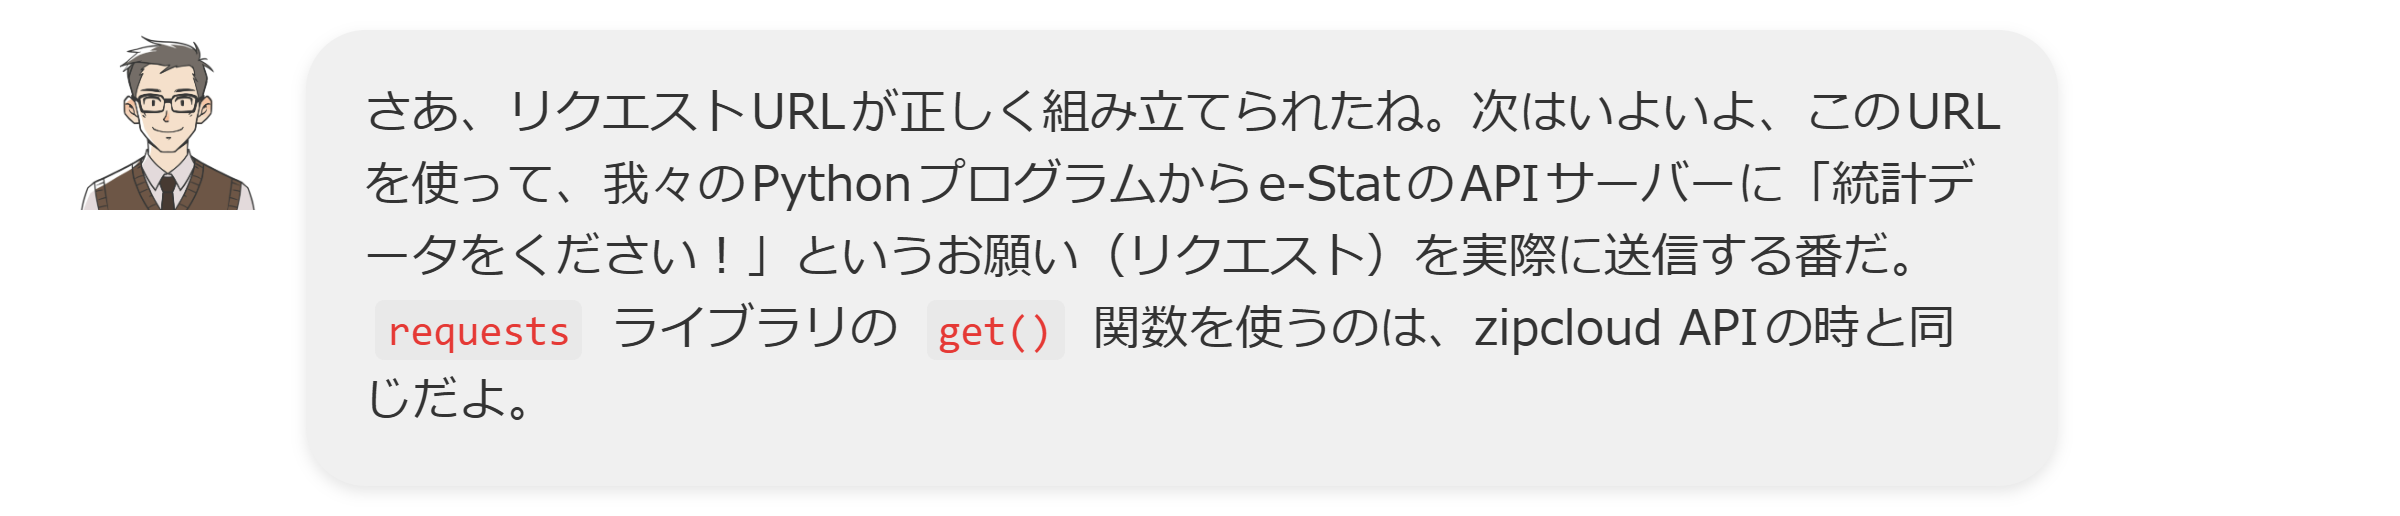 さあ、リクエストURLが正しく組み立てられたね。次はいよいよ、このURL
を使って、我々のPythonプログラムからe-StatのAPIサーバーに「統計デ
ータをください！」というお願い（リクエスト）を実際に送信する番だ。
requests ライブラリの get() 関数を使うのは、zipcloud APIの時と同
じだよ。